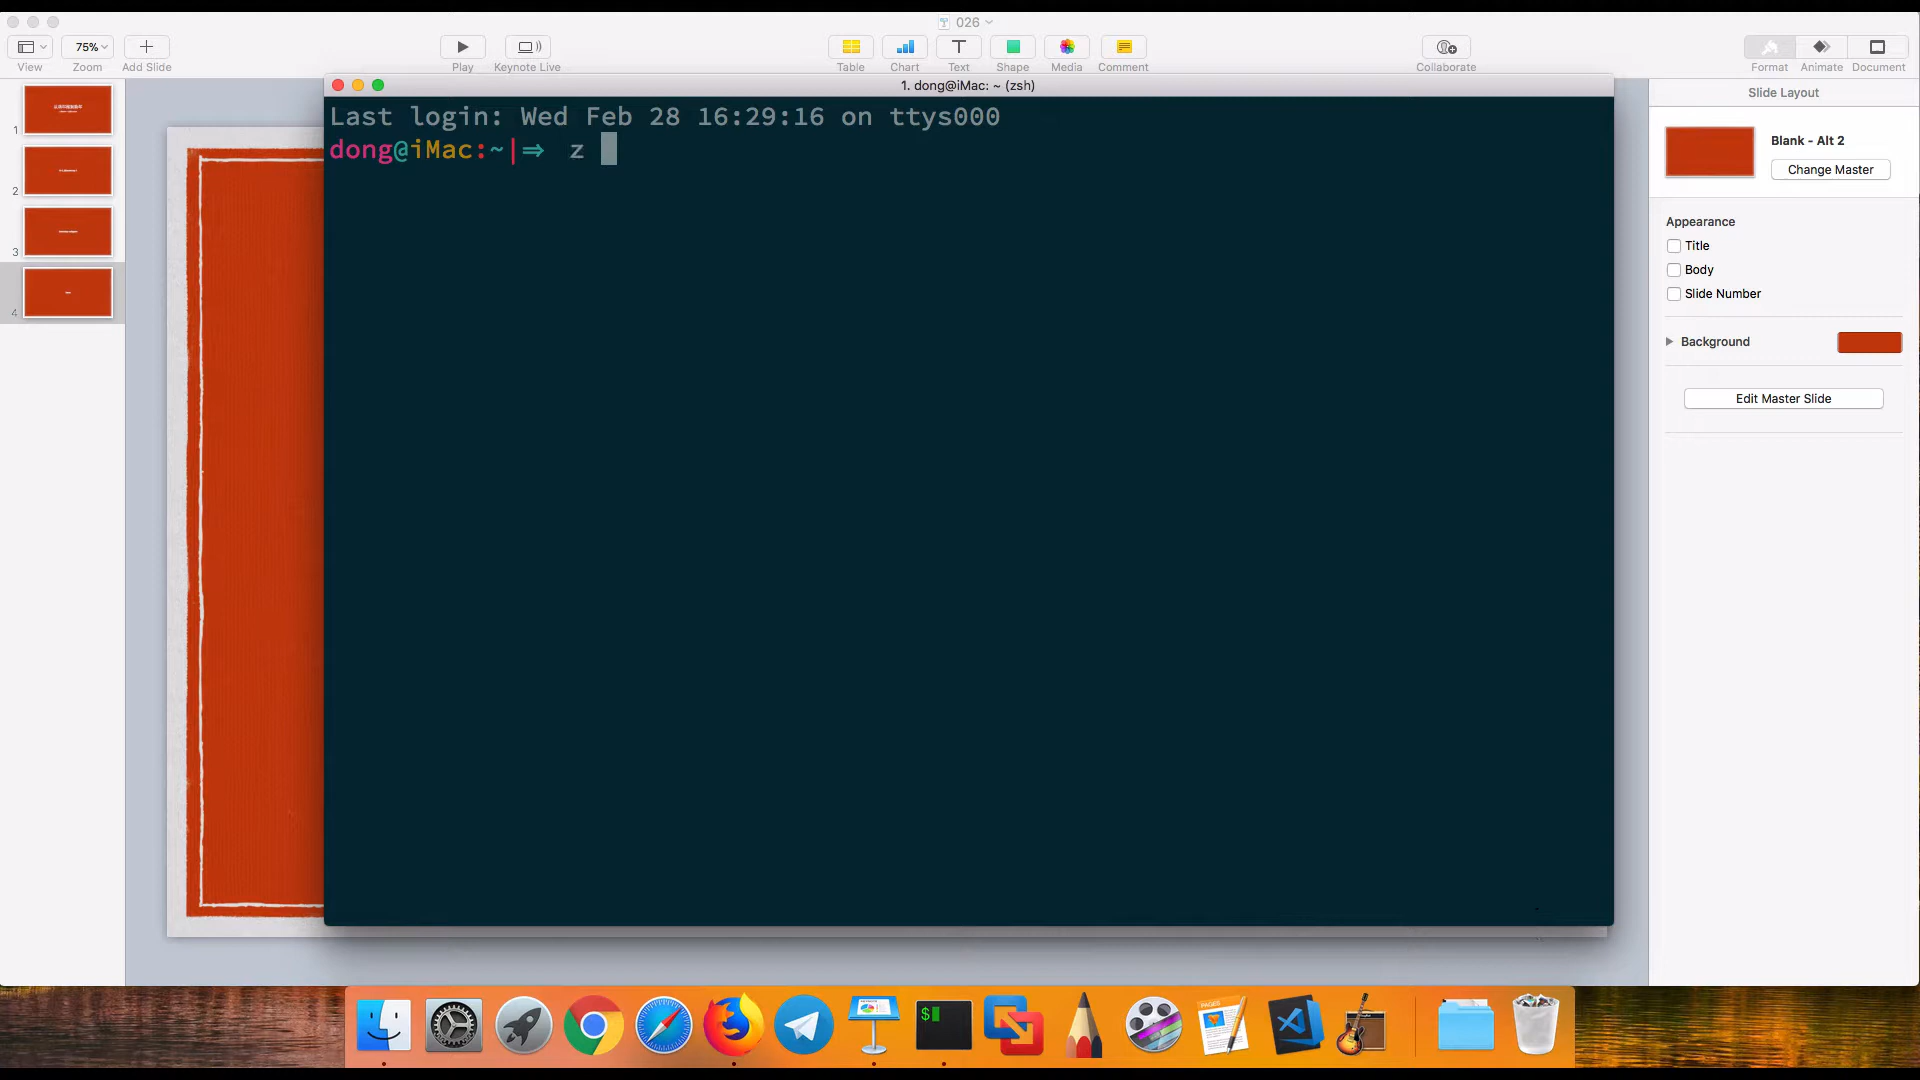 026
75%
View
Zoom
Add Slide
Play
Keynote Live
Table
Chart
Text
Shape
Media
Comment
Collaborate
Format
Animate
Document
1. dong@iMac: ~ (zsh)
Last login: Wed Feb 28 16:29:16 on ttys000
dong@iMac:~|⇒ z
1
2
3
4
Slide Layout
Blank - Alt 2
Change Master
Appearance
Title
Body
Slide Number
Background
Edit Master Slide
$
PAGES